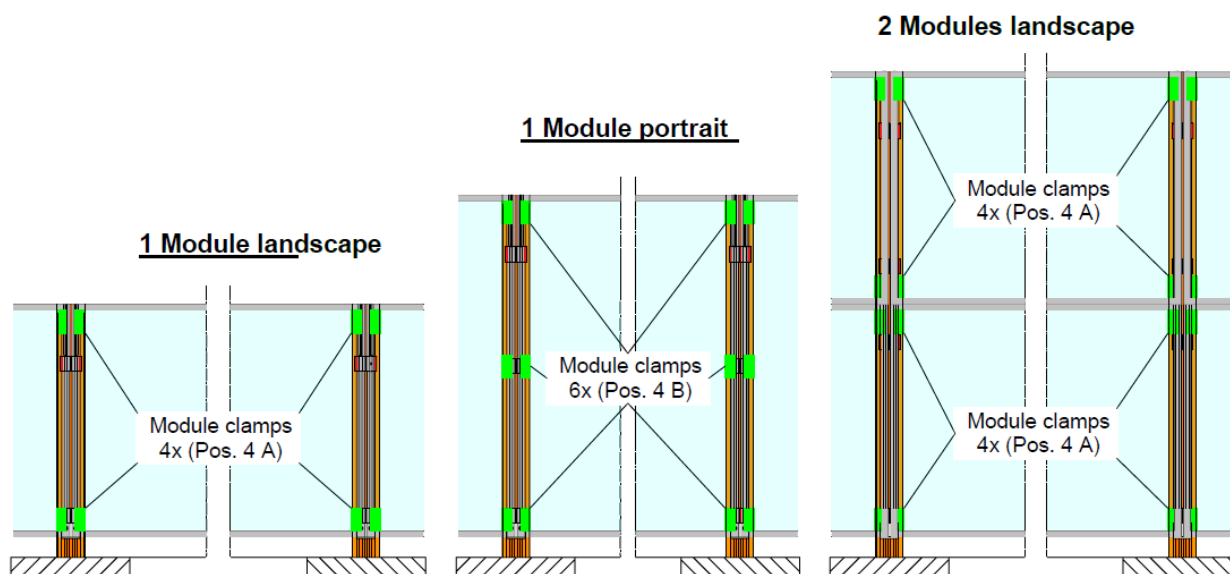 1 Module landscape
Module clamps
4x (Pos. 4 A)
1 Module portrait
Module clamps
6x (Pos. 4 B)
2 Modules landscape
Module clamps
4x (Pos. 4 A)
Module clamps
4x (Pos. 4 A)